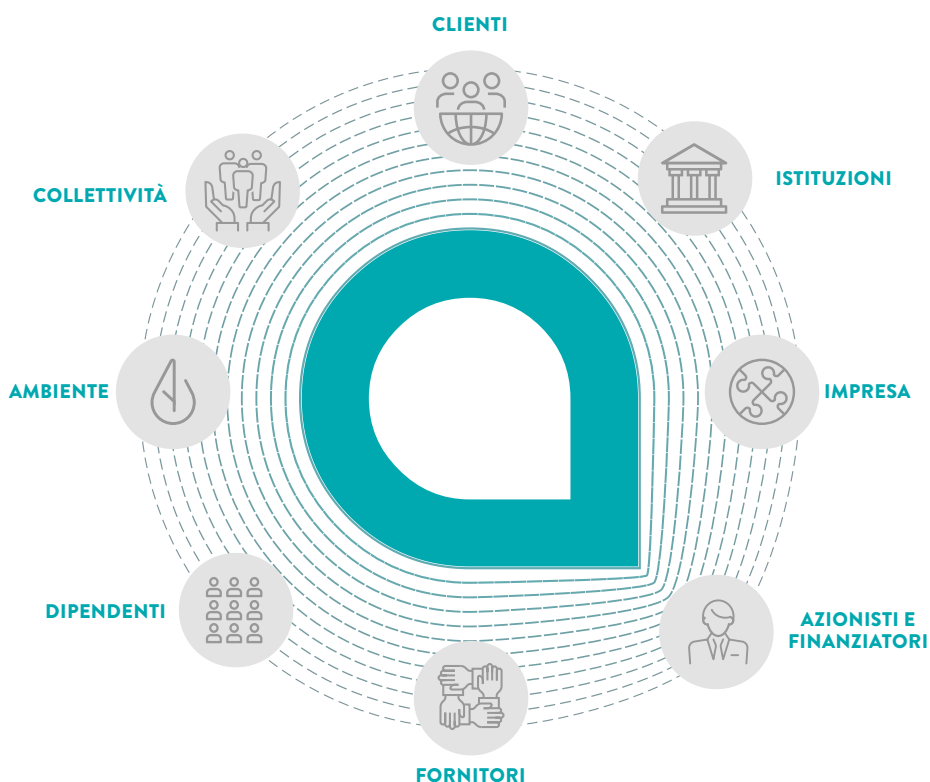 CLIENTI
ISTITUZIONI
COLLETTIVITÀ
AMBIENTE
IMPRESA
DIPENDENTI
AZIONISTI E
FINANZIATORI
FORNITORI